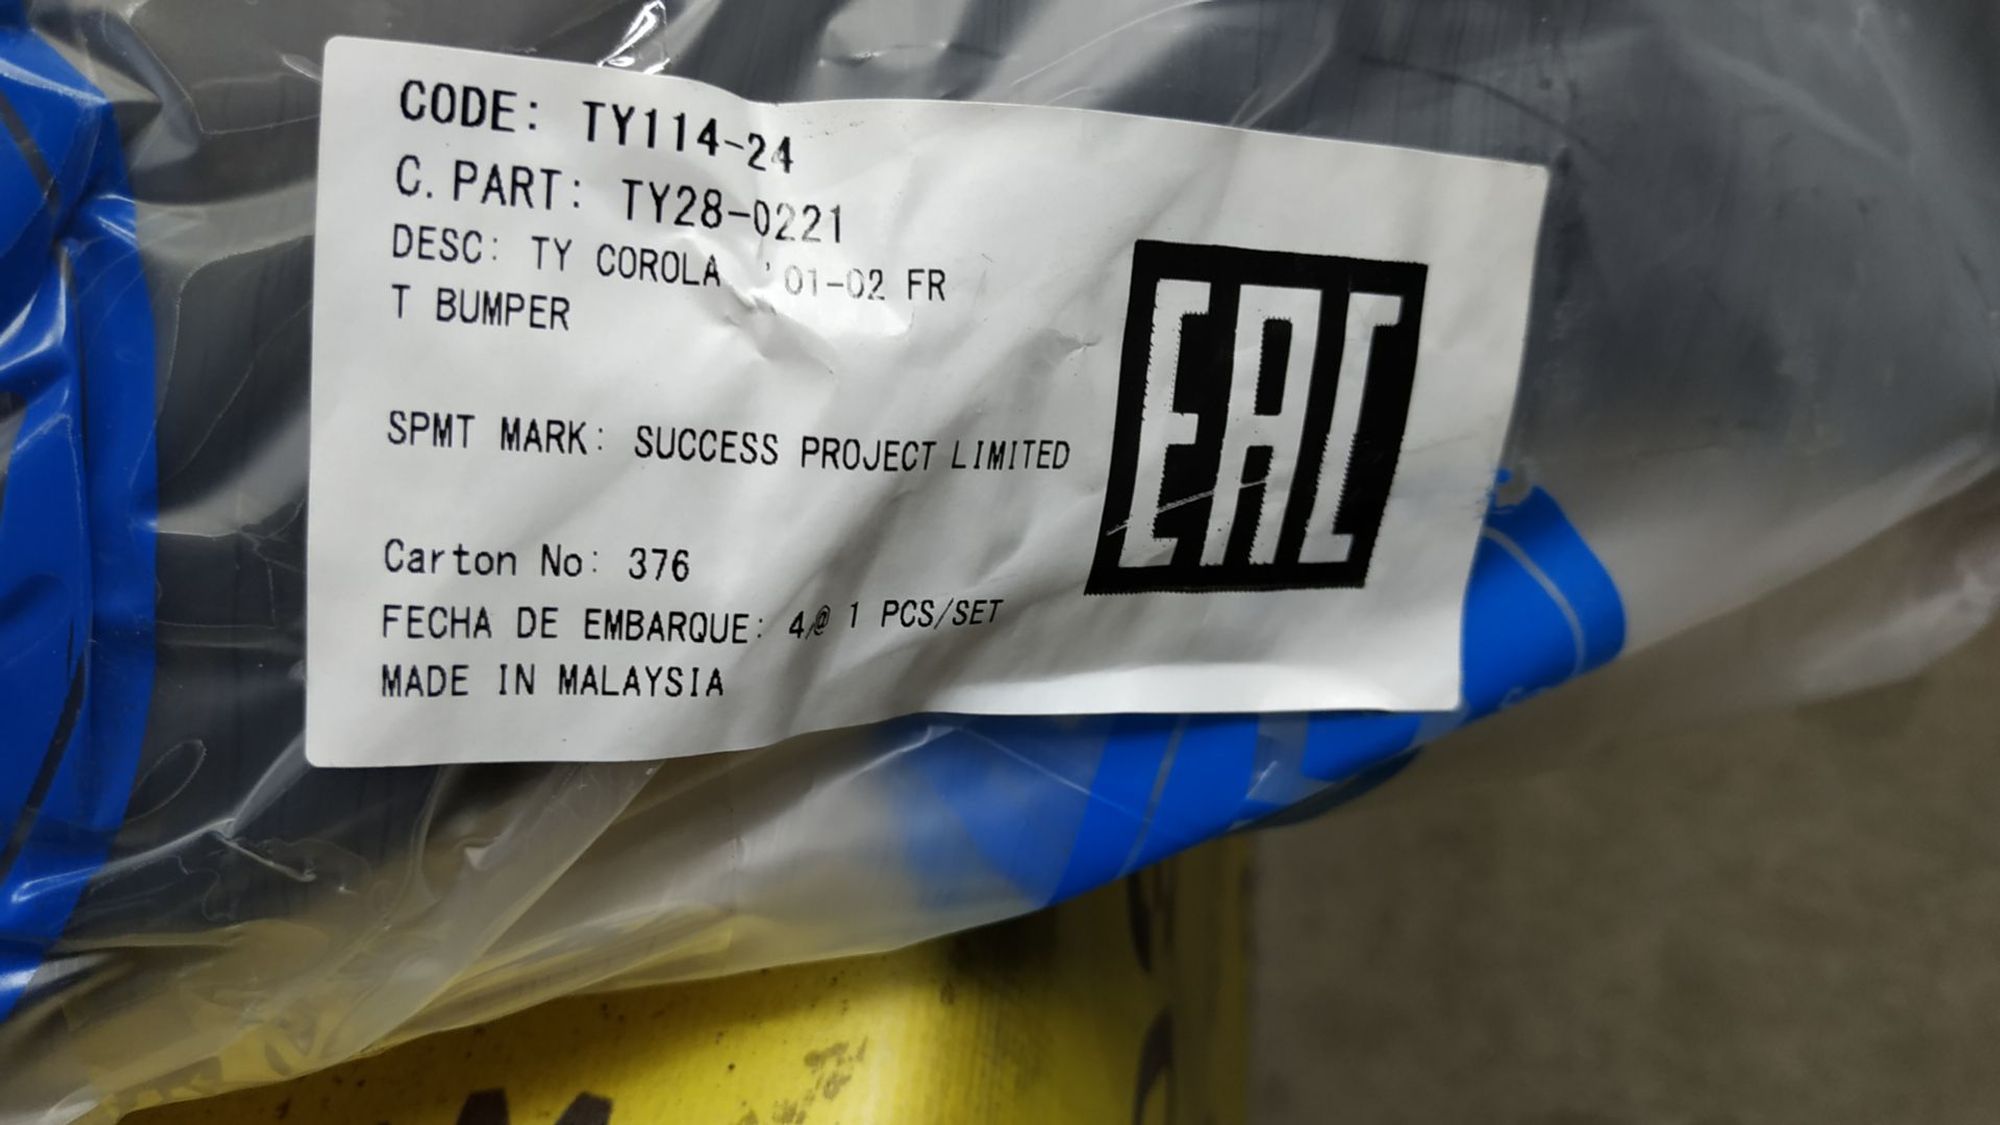 CODE: TY114-24
C.PART: TY28-0221
DESC: TY COROLA '01-02 FR
T BUMPER
SPMT MARK: SUCCESS PROJECT LIMITED
Carton No: 376
FECHA DE EMBARQUE: 4/@ 1 PCS/SET
MADE IN MALAYSIA
EAC